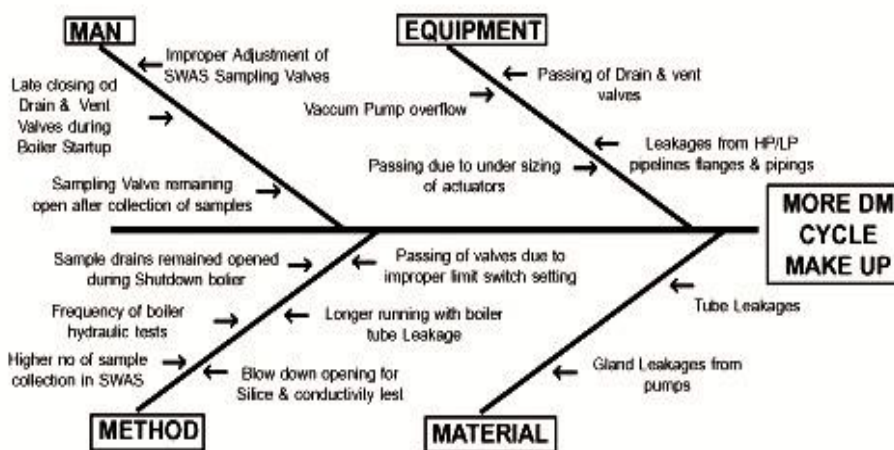 MAN
Improper Adjustment of
SWAS Sampling Valves
Late closing od
Drain & Vent
Valves during
Boiler Startup
Sampling Valve remaining
open after collection of samples
EQUIPMENT
Passing of Drain & vent
valves
Vaccum Pump overflow
Leakages from HP/LP
pipelines flanges & pipings
Passing due to under sizing
of actuators
MORE DM
CYCLE
MAKE UP
Sample drains remained opened
during Shutdown bolier
Passing of valves due to
improper limit switch setting
Frequency of boiler
hydraulic tests
Longer running with boiler
tube Leakage
Higher no of sample
collection in SWAS
Blow down opening for
Silice & conductivity lest
METHOD
Tube Leakages
Gland Leakages from
pumps
MATERIAL